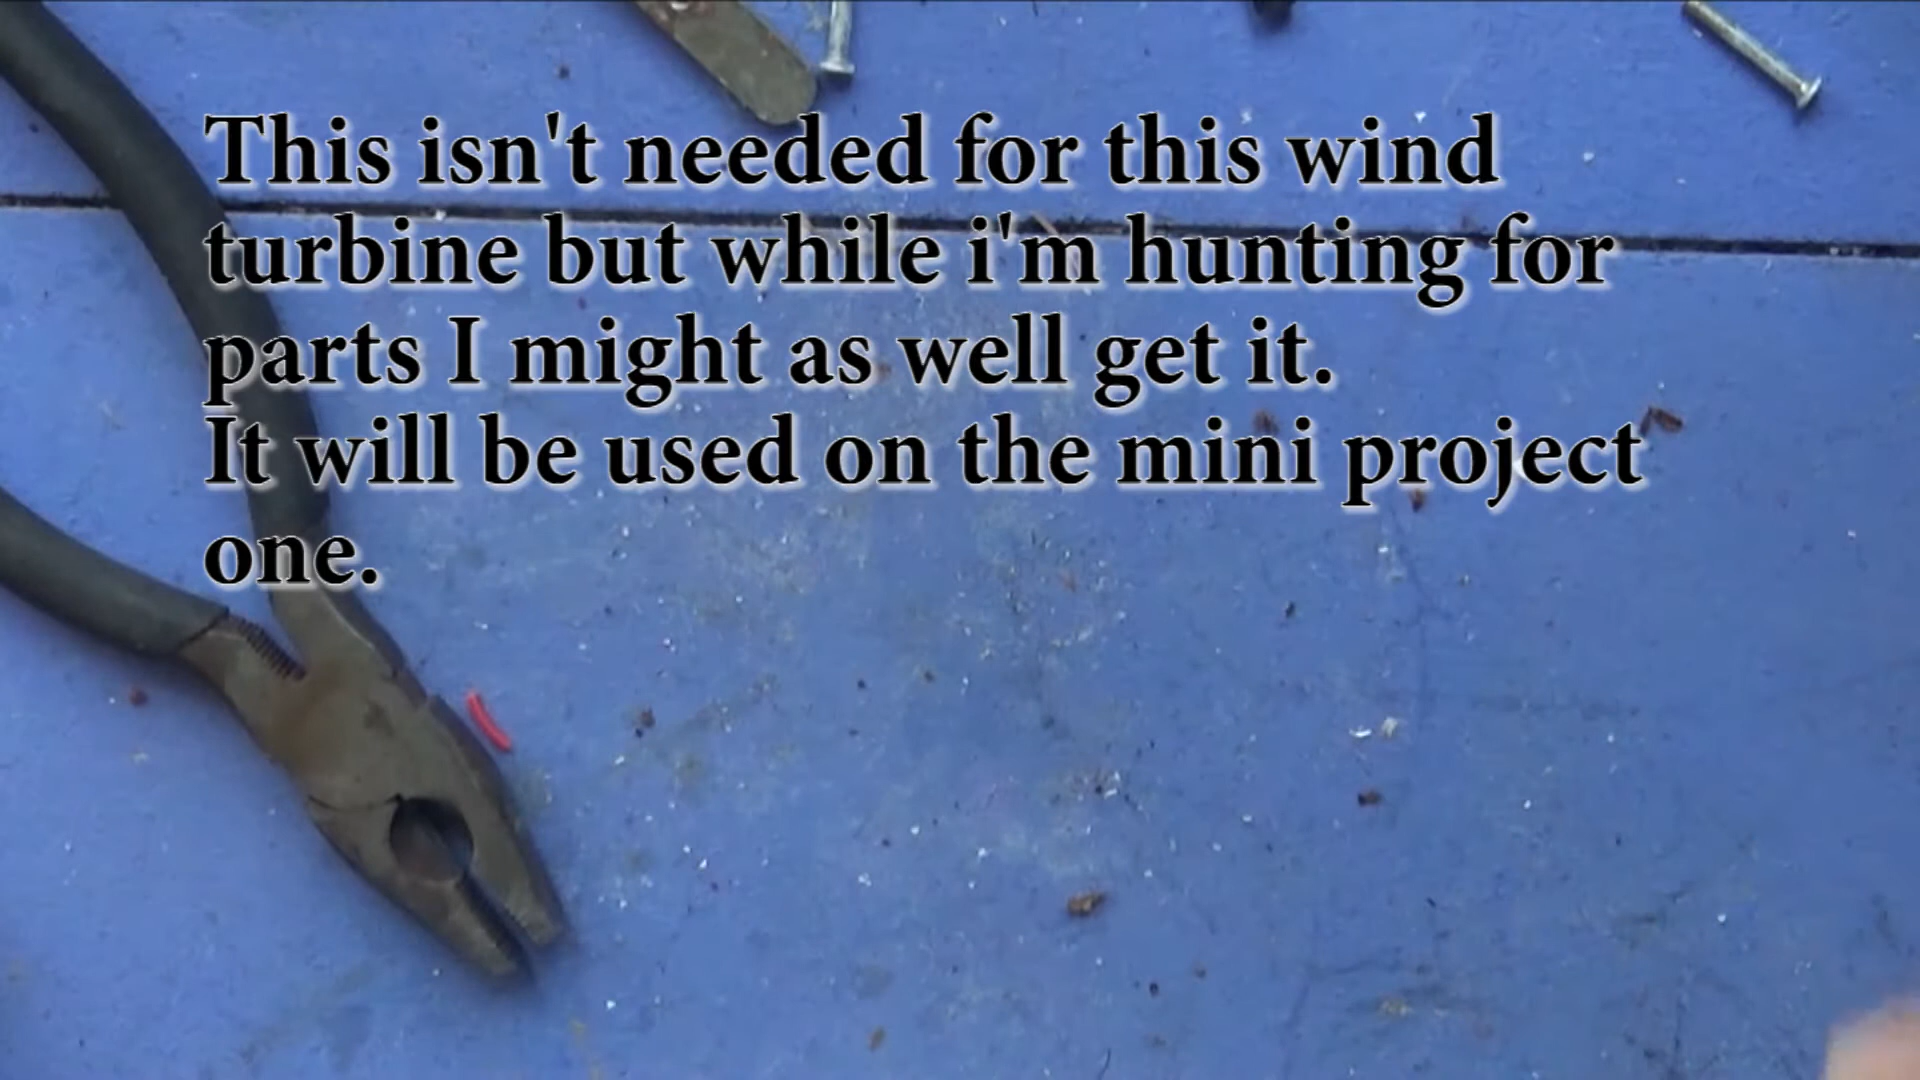 This isn't needed for this wind
turbine but while i'm hunting for
parts I might as well get it.
It will be used on the mini project
one.